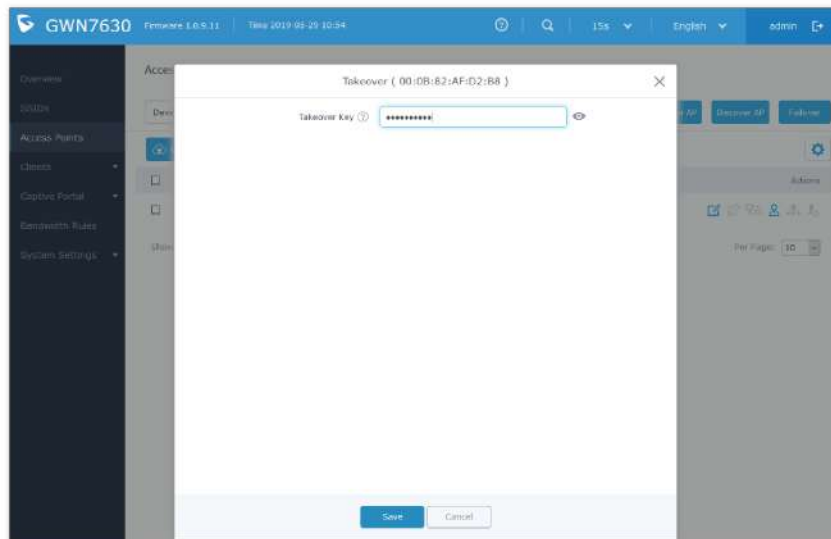 GWN7630 Firmware 1.0.9.11 Time 2019-05-29 10:54 15s English admin
Overview
SSIDs
Access Points
Clients
Captive Portal
Bandwidth Rules
System Settings
Takeover ( 00:0B:82:AF:D2:B8 )
Takeover Key
Discover AP Failover
Actions
Per Page: 10
Save Cancel